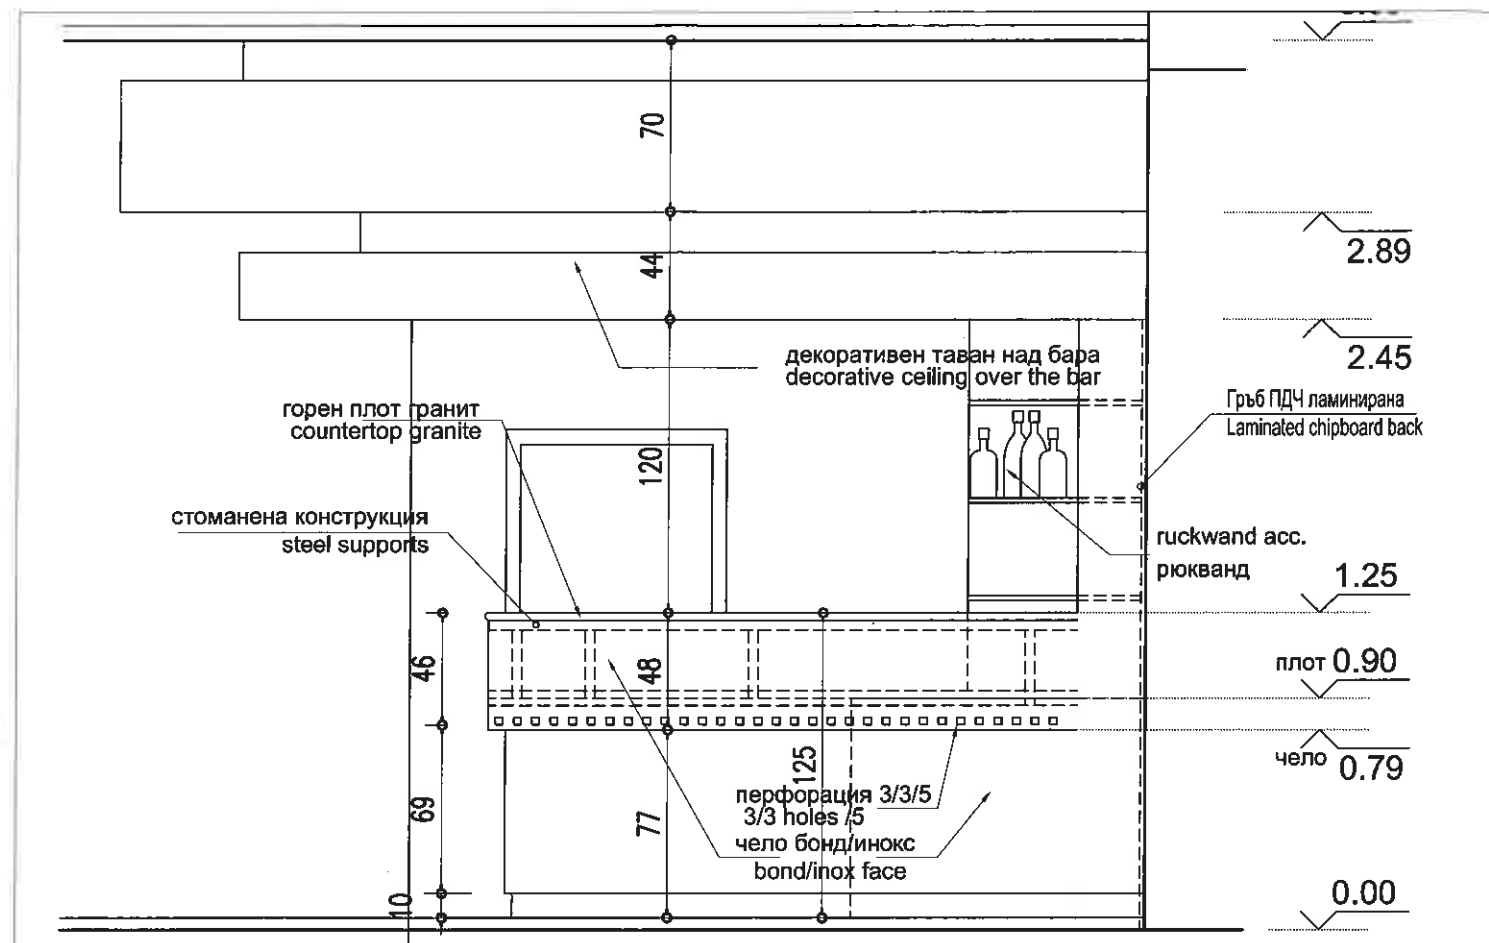 70
2.89
44
2.45
декоративен таван над бара
decorative ceiling over the bar
Гръб ПДЧ ламинирана
Laminated chipboard back
горен плот гранит
countertop granite
120
стоманена конструкция
steel supports
ruckwand acc.
рюкванд
1.25
46
48
плот 0.90
125
чело 0.79
перфорация 3/3/5
3/3 holes /5
69
77
чело бонд/инокс
bond/inox face
10
0.00